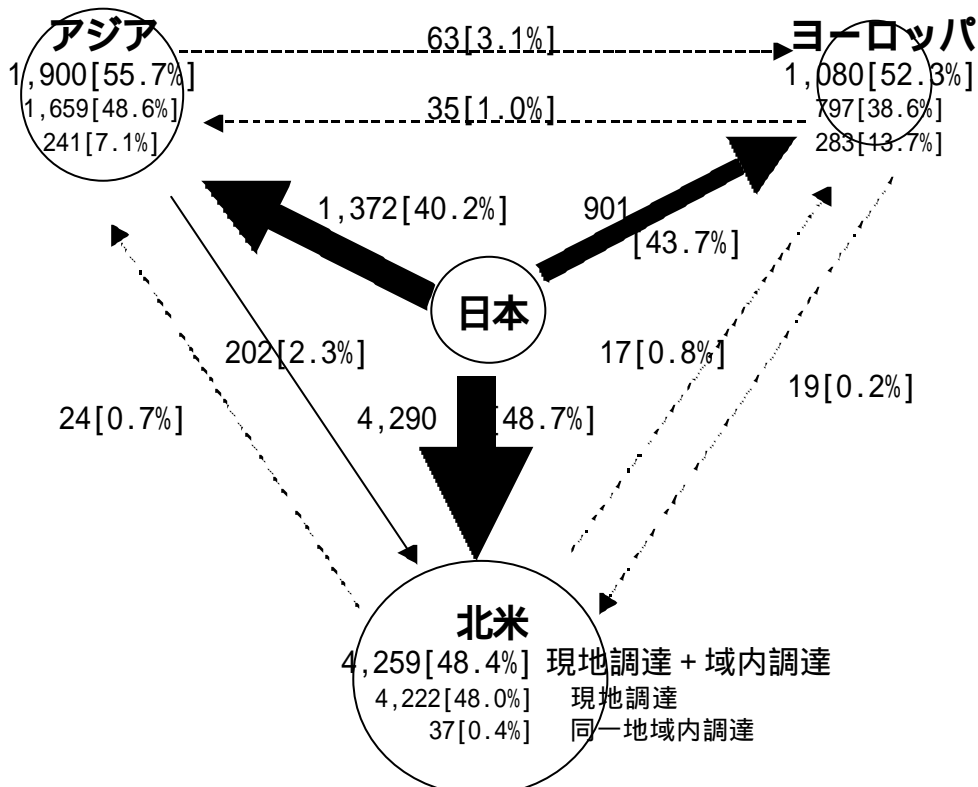 アジア
1,900[55.7%]
1,659[48.6%]
241[7.1%]
63[3.1%]
35[1.0%]
ヨーロッパ
1,080[52.3%]
797[38.6%]
283[13.7%]
1,372[40.2%]
901
[43.7%]
日本
202[2.3%]
17[0.8%]
24[0.7%]
4,290 [48.7%]
19[0.2%]
北米
4,259[48.4%] 現地調達+域内調達
4,222[48.0%] 現地調達
37[0.4%] 同一地域内調達